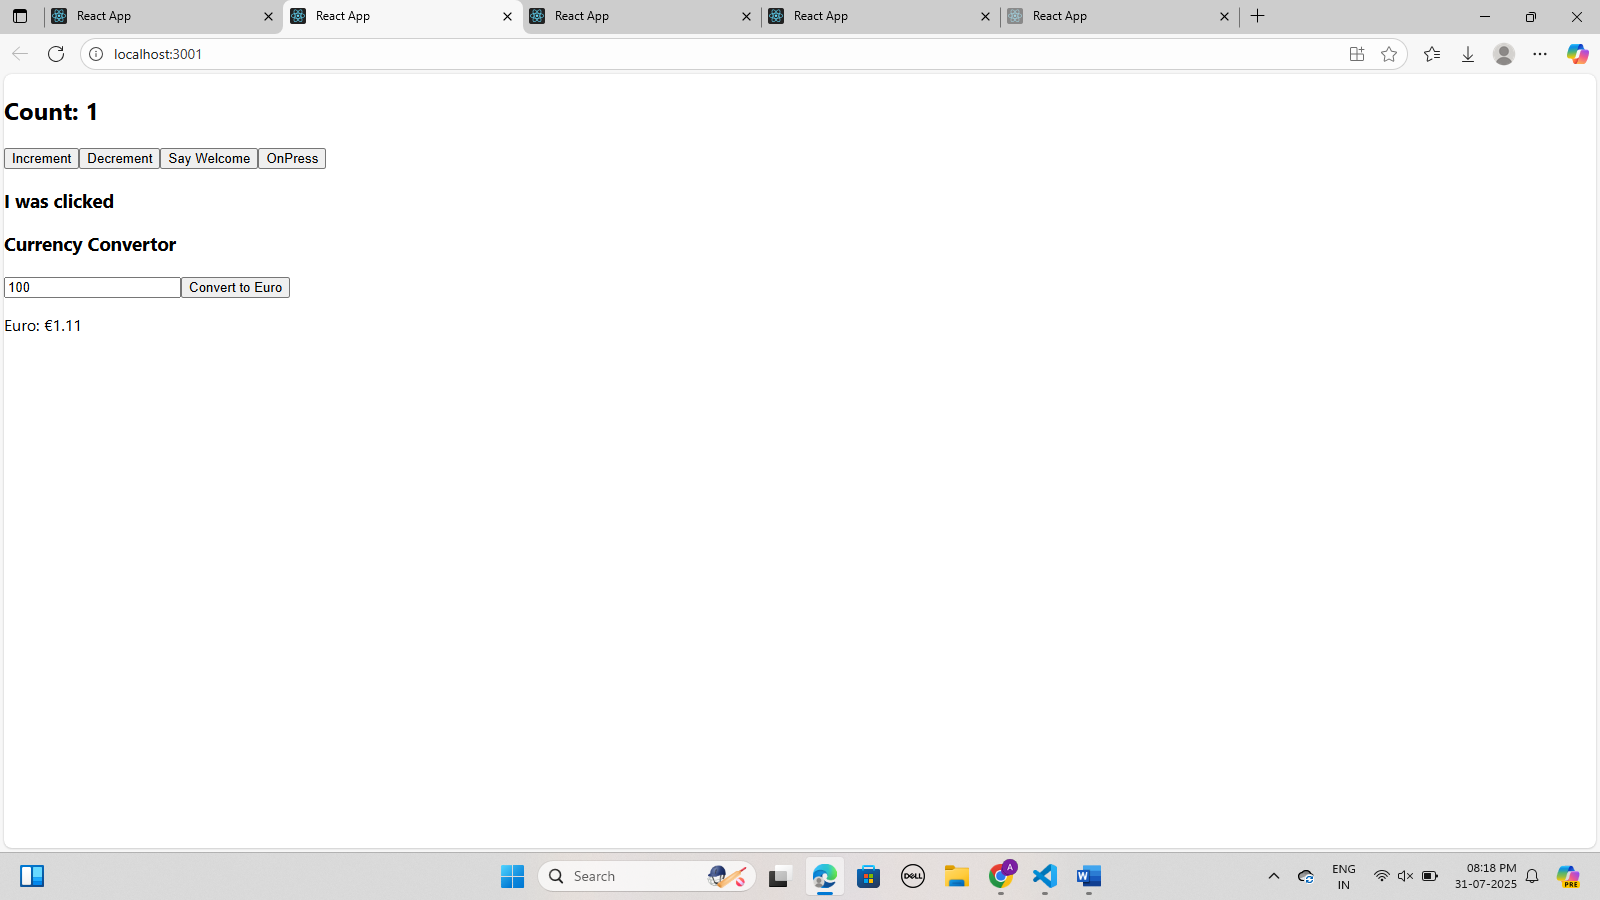 React App
React App
React App
React App
React App
localhost:3001
Count: 1
Increment Decrement Say Welcome OnPress
I was clicked
Currency Convertor
100 Convert to Euro
Euro: €1.11
Search
DELL
A
W
ENG
IN
08:18 PM
31-07-2025
PRE